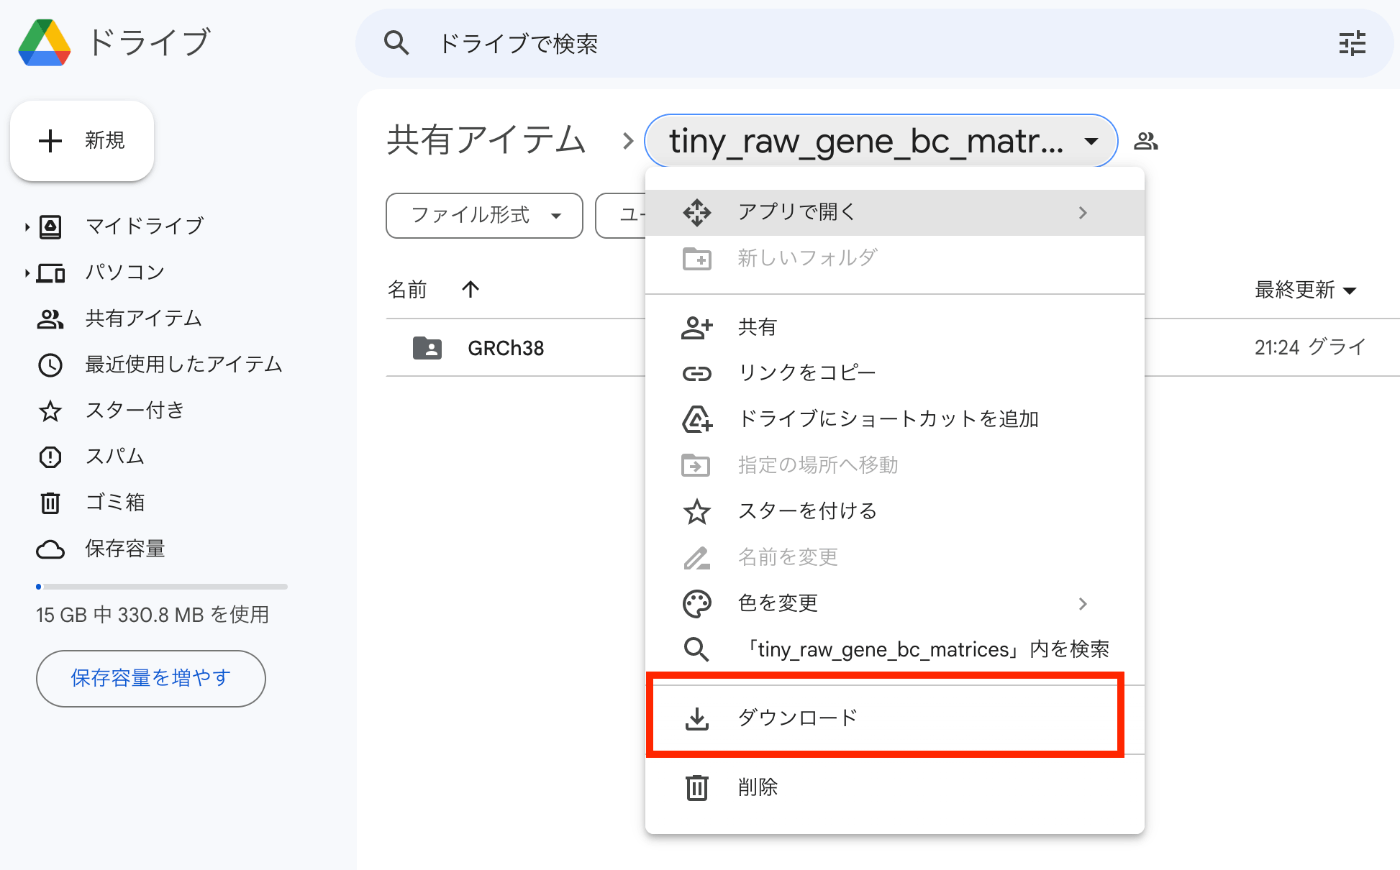 ドライブ
ドライブで検索
新規
マイドライブ
パソコン
共有アイテム
最近使用したアイテム
スター付き
スパム
ゴミ箱
保存容量
15 GB 中 330.8 MB を使用
保存容量を増やす
共有アイテム
tiny_raw_gene_bc_matr...
ファイル形式
ユー
名前
最終更新
GRCh38
21:24 グライ
アプリで開く
新しいフォルダ
共有
リンクをコピー
ドライブにショートカットを追加
指定の場所へ移動
スターを付ける
名前を変更
色を変更
「tiny_raw_gene_bc_matrices」内を検索
ダウンロード
削除